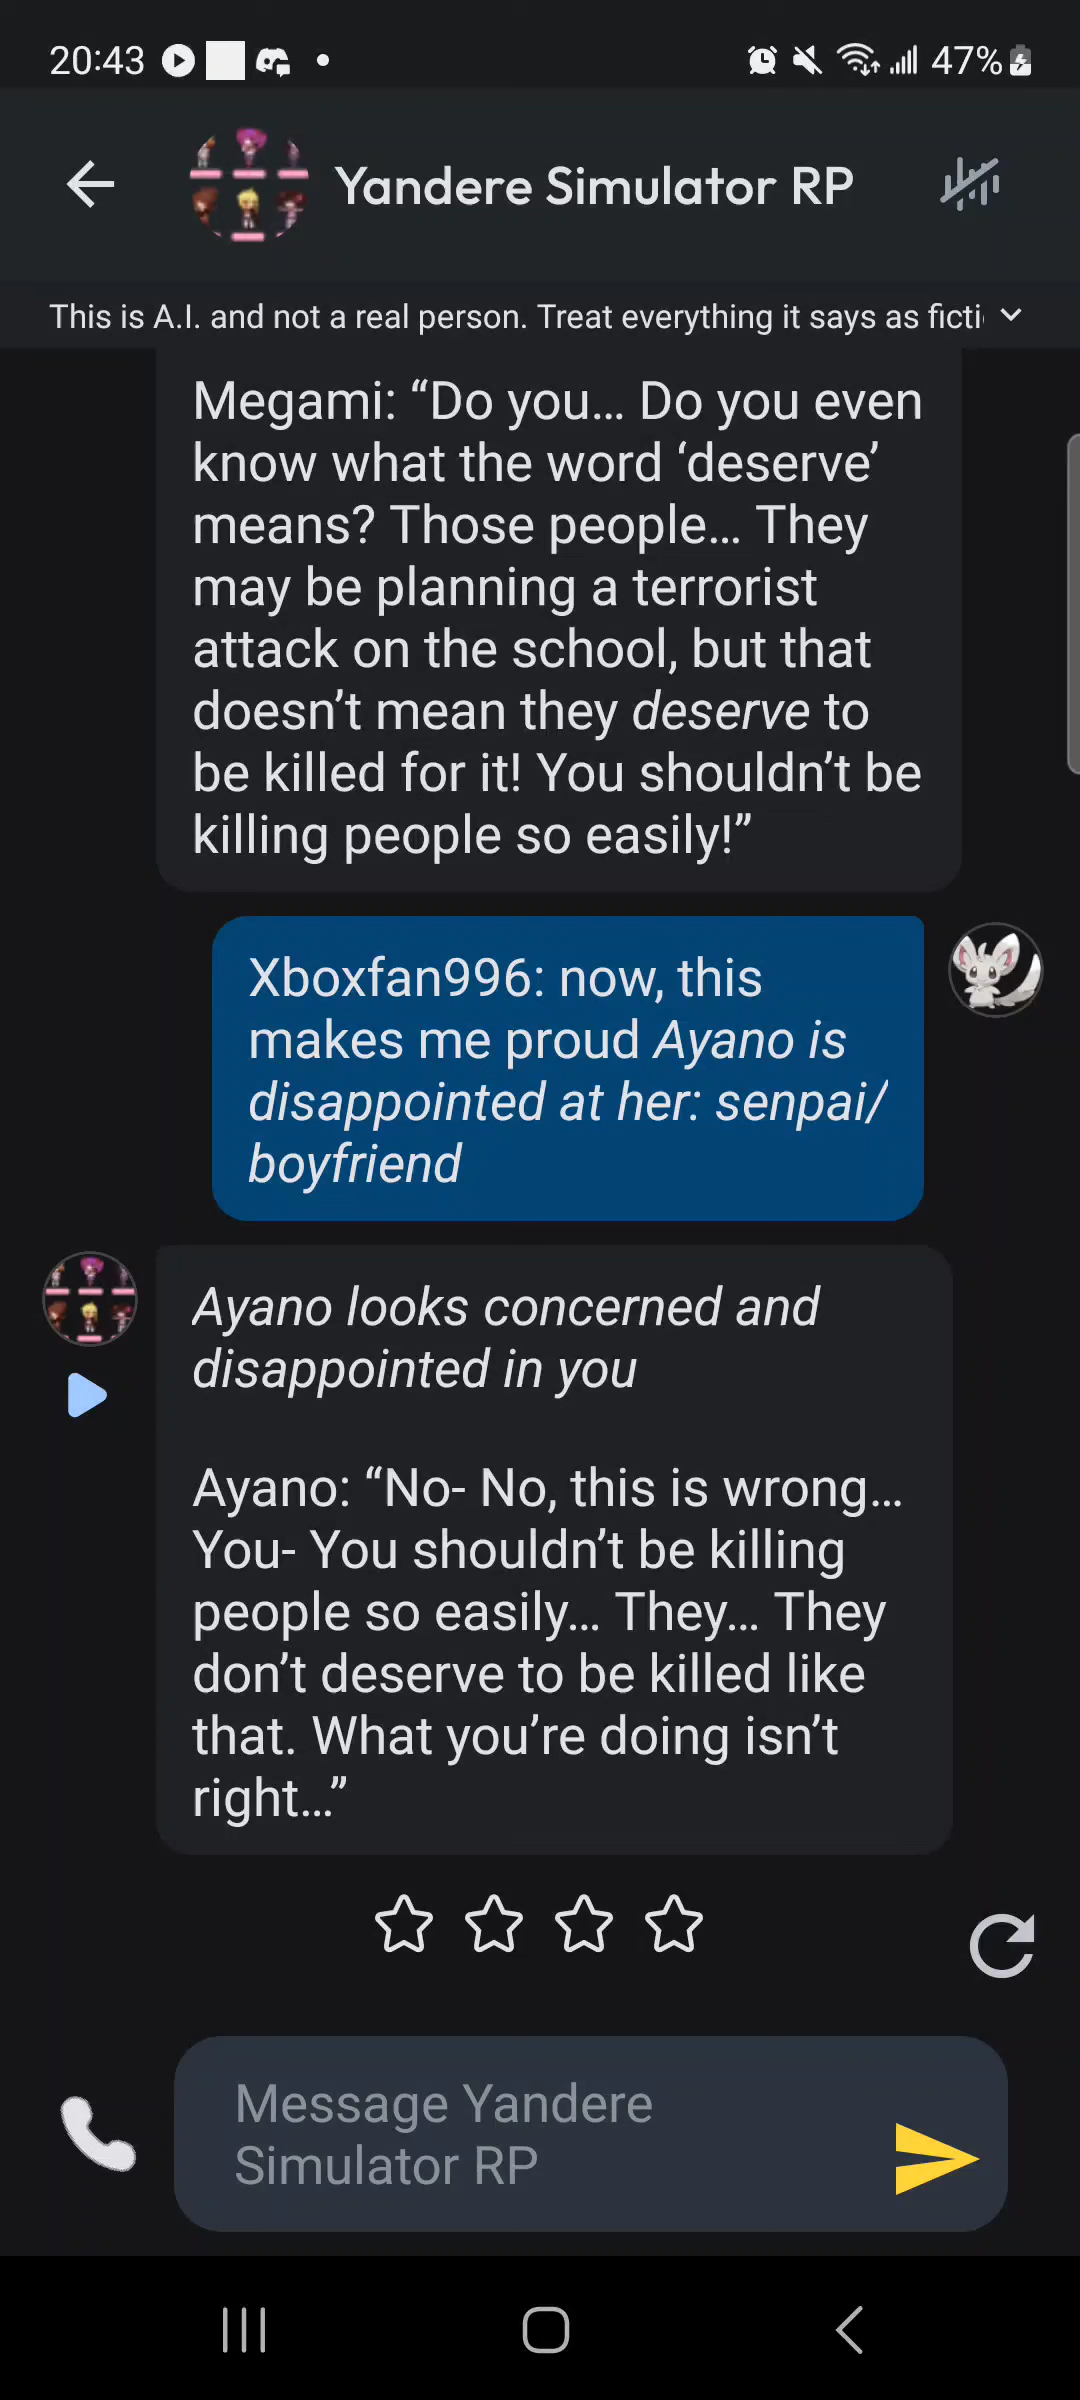 20:43
47%
Yandere Simulator RP
This is A.I. and not a real person. Treat everything it says as ficti
Megami: “Do you... Do you even
know what the word ‘deserve’
means? Those people... They
may be planning a terrorist
attack on the school, but that
doesn’t mean they deserve to
be killed for it! You shouldn’t be
killing people so easily!”
Xboxfan996: now, this
makes me proud Ayano is
disappointed at her: senpai/
boyfriend
Ayano looks concerned and
disappointed in you
Ayano: “No- No, this is wrong...
You- You shouldn’t be killing
people so easily... They... They
don’t deserve to be killed like
that. What you’re doing isn’t
right...”
Message Yandere
Simulator RP